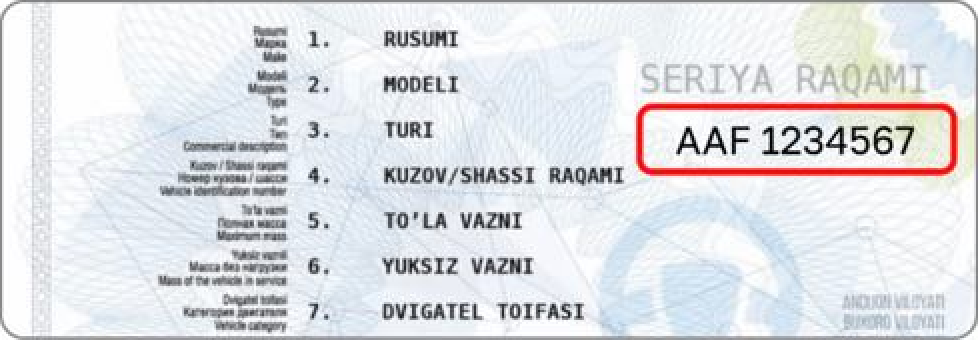 Rusumi
Марка
Make
1. RUSUMI
Modeli
Модель
Type
2. MODELI
SERIYA RAQAMI
Turi
Тип
Commercial description
3. TURI
AAF 1234567
Kuzov / Shassi raqami
Номер кузова / шасси
Vehicle identification number
4. KUZOV/SHASSI RAQAMI
To'la vazni
Полная масса
Maximum mass
5. TO'LA VAZNI
Yuksiz vazni
Масса без нагрузки
Mass of the vehicle in service
6. YUKSIZ VAZNI
Dvigatel toifasi
Категория двигателя
Vehicle category
7. DVIGATEL TOIFASI
ANDIJON VILOYATI
BUXORO VILOYATI